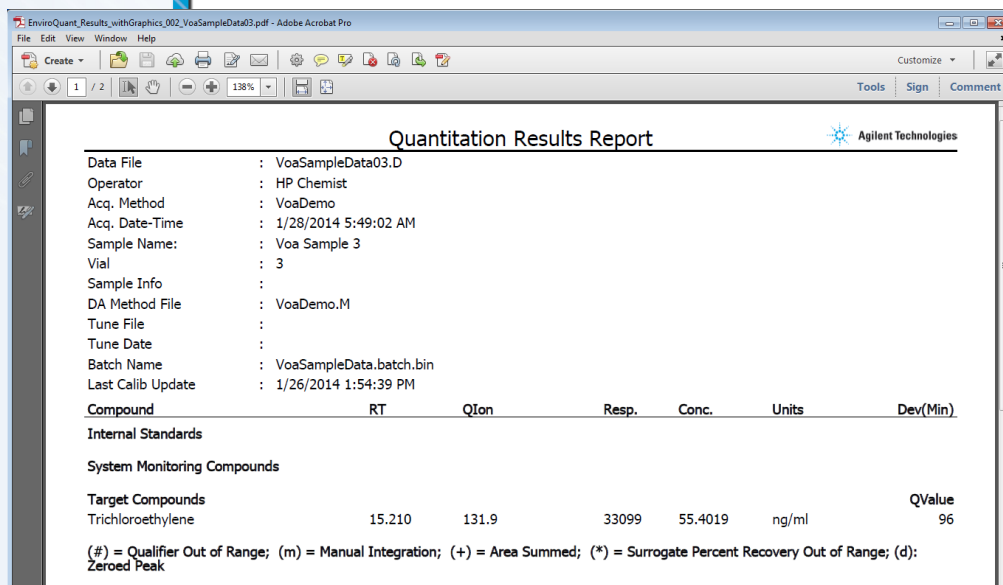 EnviroQuant_Results_withGraphics_002_VoaSampleData03.pdf - Adobe Acrobat Pro
File Edit View Window Help
Create Customize
1 / 2 138% Tools Sign Comment
Quantitation Results Report Agilent Technologies
Data File : VoaSampleData03.D
Operator : HP Chemist
Acq. Method : VoaDemo
Acq. Date-Time : 1/28/2014 5:49:02 AM
Sample Name: : Voa Sample 3
Vial : 3
Sample Info :
DA Method File : VoaDemo.M
Tune File :
Tune Date :
Batch Name : VoaSampleData.batch.bin
Last Calib Update : 1/26/2014 1:54:39 PM
Compound RT QIon Resp. Conc. Units Dev(Min)
Internal Standards
System Monitoring Compounds
Target Compounds QValue
Trichloroethylene 15.210 131.9 33099 55.4019 ng/ml 96
(#) = Qualifier Out of Range; (m) = Manual Integration; (+) = Area Summed; (*) = Surrogate Percent Recovery Out of Range; (d):
Zeroed Peak